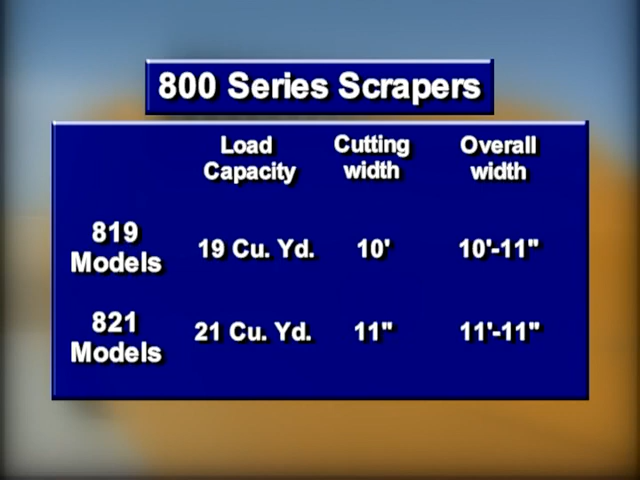 800 Series Scrapers
Load Capacity Cutting width Overall width
819 Models 19 Cu. Yd. 10' 10'-11"
821 Models 21 Cu. Yd. 11" 11'-11"